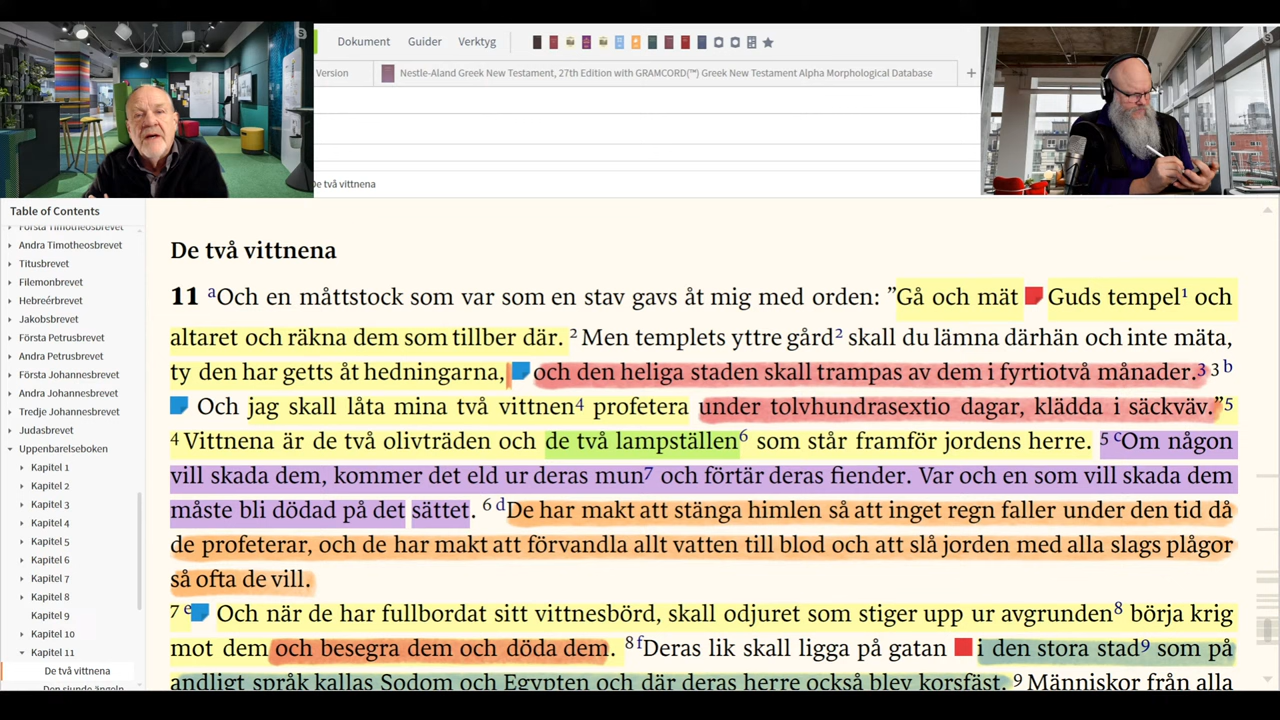 Dokument Guider Verktyg
Version
Nestle-Aland Greek New Testament, 27th Edition with GRAMCORD(™) Greek New Testament Alpha Morphological Database
De två vittnena
Table of Contents
Första Timotheosbrevet
Andra Timotheosbrevet
Titusbrevet
Filemonbrevet
Hebreérbrevet
Jakobsbrevet
Första Petrusbrevet
Andra Petrusbrevet
Första Johannesbrevet
Andra Johannesbrevet
Tredje Johannesbrevet
Judasbrevet
Uppenbarelseboken
Kapitel 1
Kapitel 2
Kapitel 3
Kapitel 4
Kapitel 5
Kapitel 6
Kapitel 7
Kapitel 8
Kapitel 9
Kapitel 10
Kapitel 11
De två vittnena
Den sjunde ängeln
De två vittnena
11 aOch en måttstock som var som en stav gavs åt mig med orden: ”Gå och mät Guds tempel1 och
altaret och räkna dem som tillber där. 2 Men templets yttre gård2 skall du lämna därhän och inte mäta,
ty den har getts åt hedningarna, och den heliga staden skall trampas av dem i fyrtiotvå månader.3 3 b
Och jag skall låta mina två vittnen4 profetera under tolvhundrasextio dagar, klädda i säckväv.”5
4 Vittnena är de två olivträden och de två lampställen6 som står framför jordens herre. 5 cOm någon
vill skada dem, kommer det eld ur deras mun7 och förtär deras fiender. Var och en som vill skada dem
måste bli dödad på det sättet. 6 dDe har makt att stänga himlen så att inget regn faller under den tid då
de profeterar, och de har makt att förvandla allt vatten till blod och att slå jorden med alla slags plågor
så ofta de vill.
7 e Och när de har fullbordat sitt vittnesbörd, skall odjuret som stiger upp ur avgrunden8 börja krig
mot dem och besegra dem och döda dem. 8 fDeras lik skall ligga på gatan i den stora stad9 som på
andligt språk kallas Sodom och Egypten och där deras herre också blev korsfäst. 9 Människor från alla